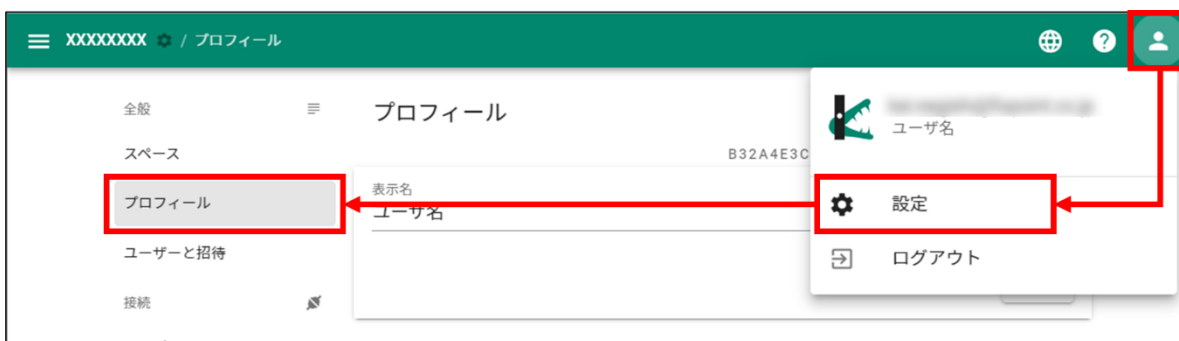 XXXXXXXX / プロフィール
全般
スペース
プロフィール
ユーザーと招待
接続
プロフィール
B32A4E3C
表示名
ユーザ名
ユーザ名
設定
ログアウト